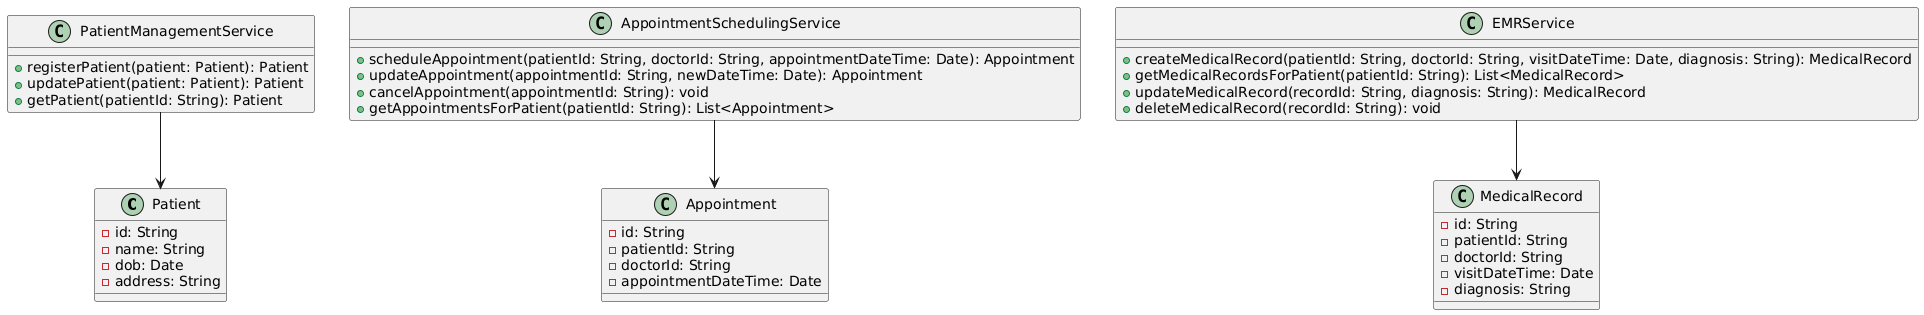 C PatientManagementService
registerPatient(patient: Patient): Patient
updatePatient(patient: Patient): Patient
getPatient(patientId: String): Patient
C AppointmentSchedulingService
scheduleAppointment(patientId: String, doctorId: String, appointmentDateTime: Date): Appointment
updateAppointment(appointmentId: String, newDateTime: Date): Appointment
cancelAppointment(appointmentId: String): void
getAppointmentsForPatient(patientId: String): List<Appointment>
C EMRService
createMedicalRecord(patientId: String, doctorId: String, visitDateTime: Date, diagnosis: String): MedicalRecord
getMedicalRecordsForPatient(patientId: String): List<MedicalRecord>
updateMedicalRecord(recordId: String, diagnosis: String): MedicalRecord
deleteMedicalRecord(recordId: String): void
C Patient
id: String
name: String
dob: Date
address: String
C Appointment
id: String
patientId: String
doctorId: String
appointmentDateTime: Date
C MedicalRecord
id: String
patientId: String
doctorId: String
visitDateTime: Date
diagnosis: String